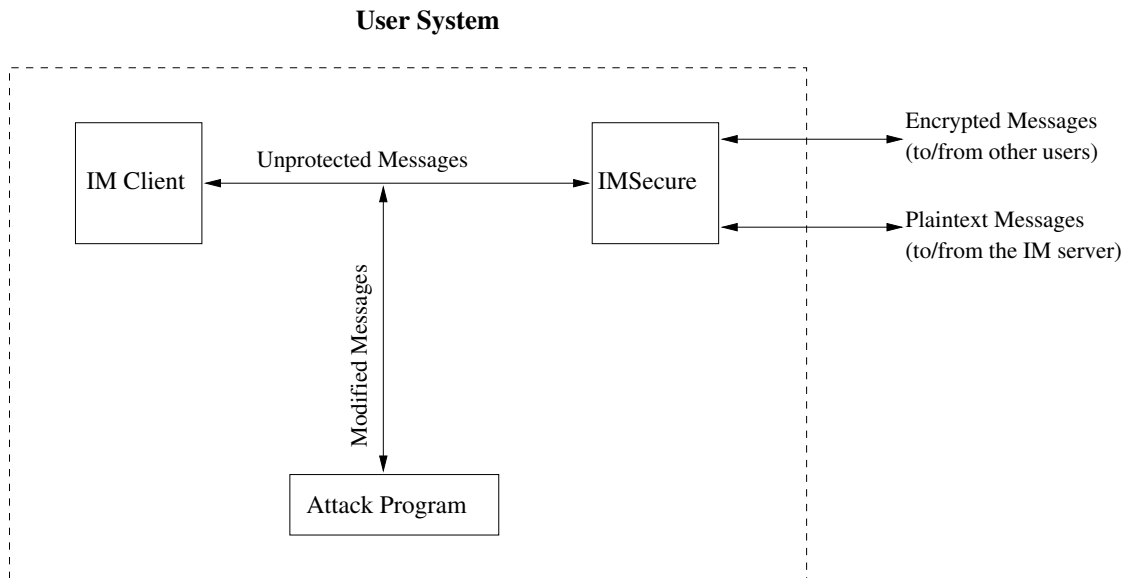 User System
IM Client
Unprotected Messages
IMSecure
Encrypted Messages
(to/from other users)
Plaintext Messages
(to/from the IM server)
Modified Messages
Attack Program